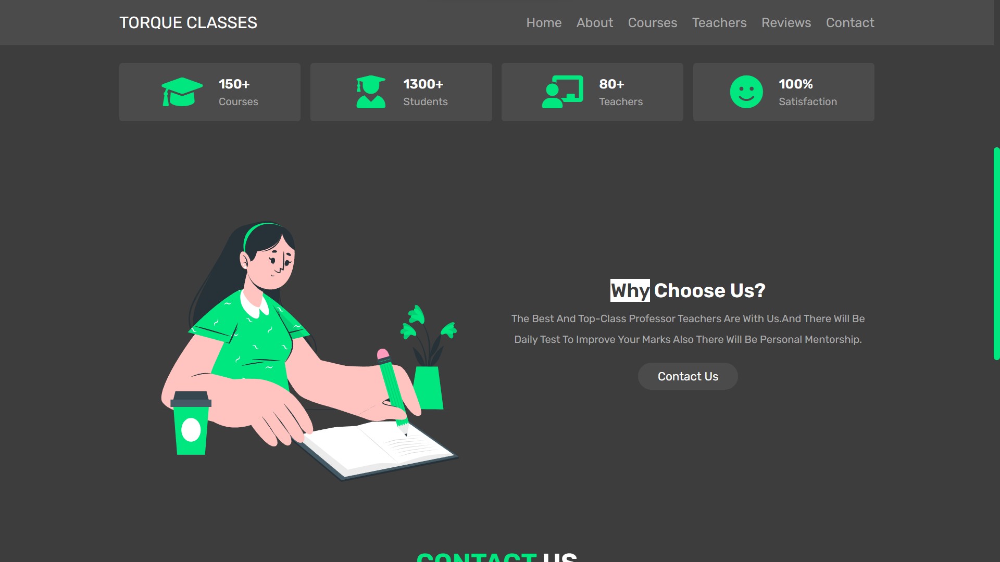 TORQUE CLASSES
Home About Courses Teachers Reviews Contact
150+
Courses
1300+
Students
80+
Teachers
100%
Satisfaction
Why Choose Us?
The Best And Top-Class Professor Teachers Are With Us.And There Will Be
Daily Test To Improve Your Marks Also There Will Be Personal Mentorship.
Contact Us
CONTACT US